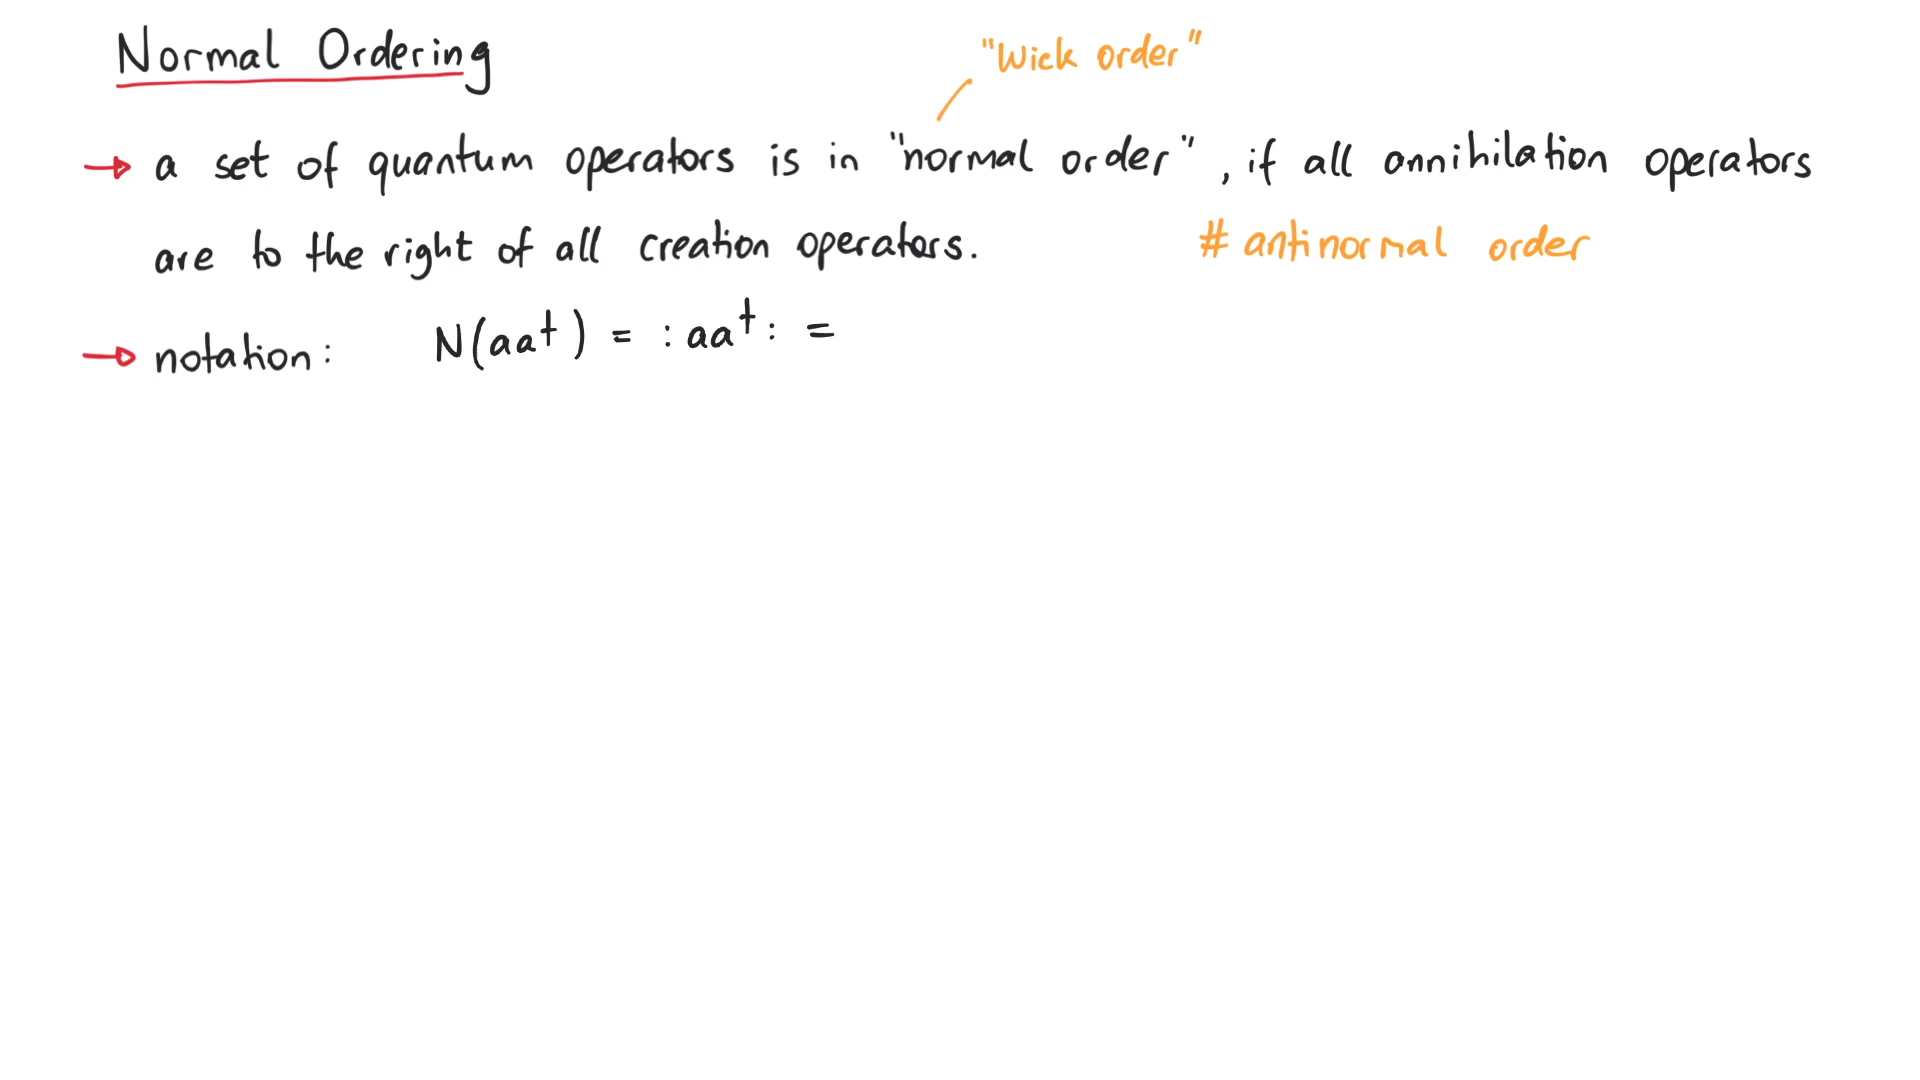 Normal Ordering
"Wick order"
→ a set of quantum operators is in "normal order", if all annihilation operators
are to the right of all creation operators.
# antinormal order
→ notation: N(aa†) = :aa†: =